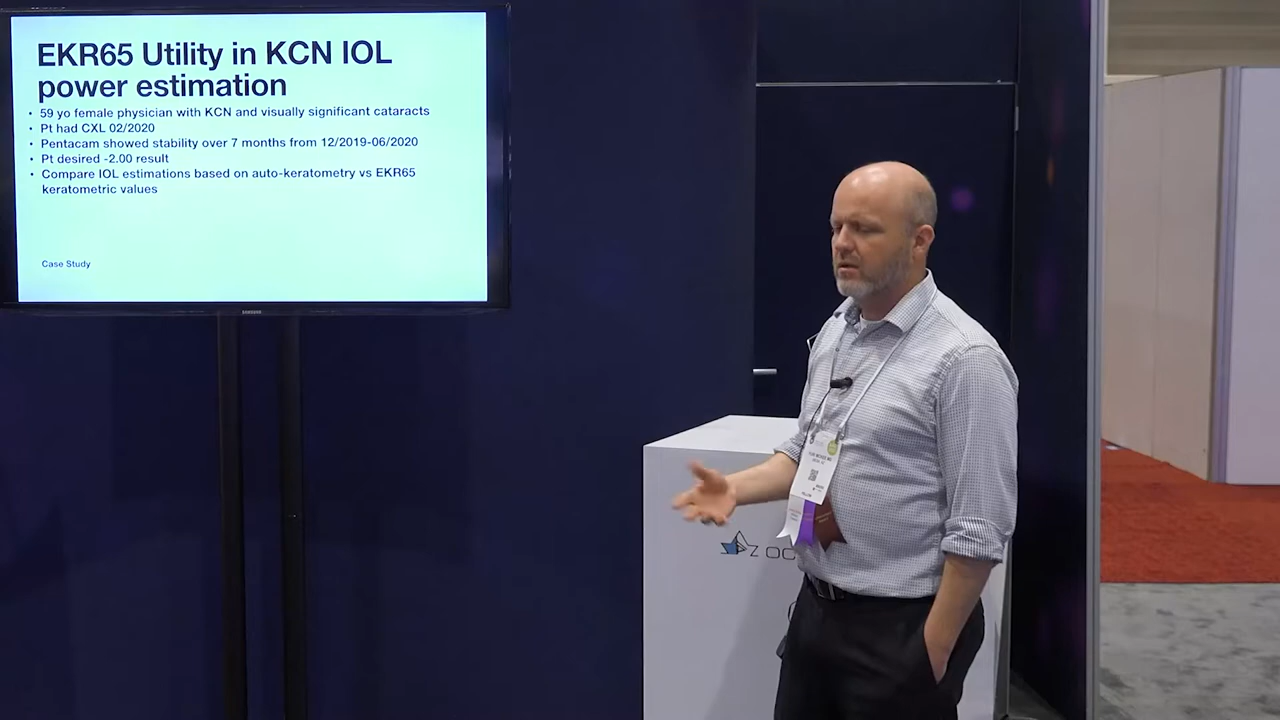 EKR65 Utility in KCN IOL
power estimation
• 59 yo female physician with KCN and visually significant cataracts
• Pt had CXL 02/2020
• Pentacam showed stability over 7 months from 12/2019-06/2020
• Pt desired -2.00 result
• Compare IOL estimations based on auto-keratometry vs EKR65
keratometric values
Case Study
SAMSUNG